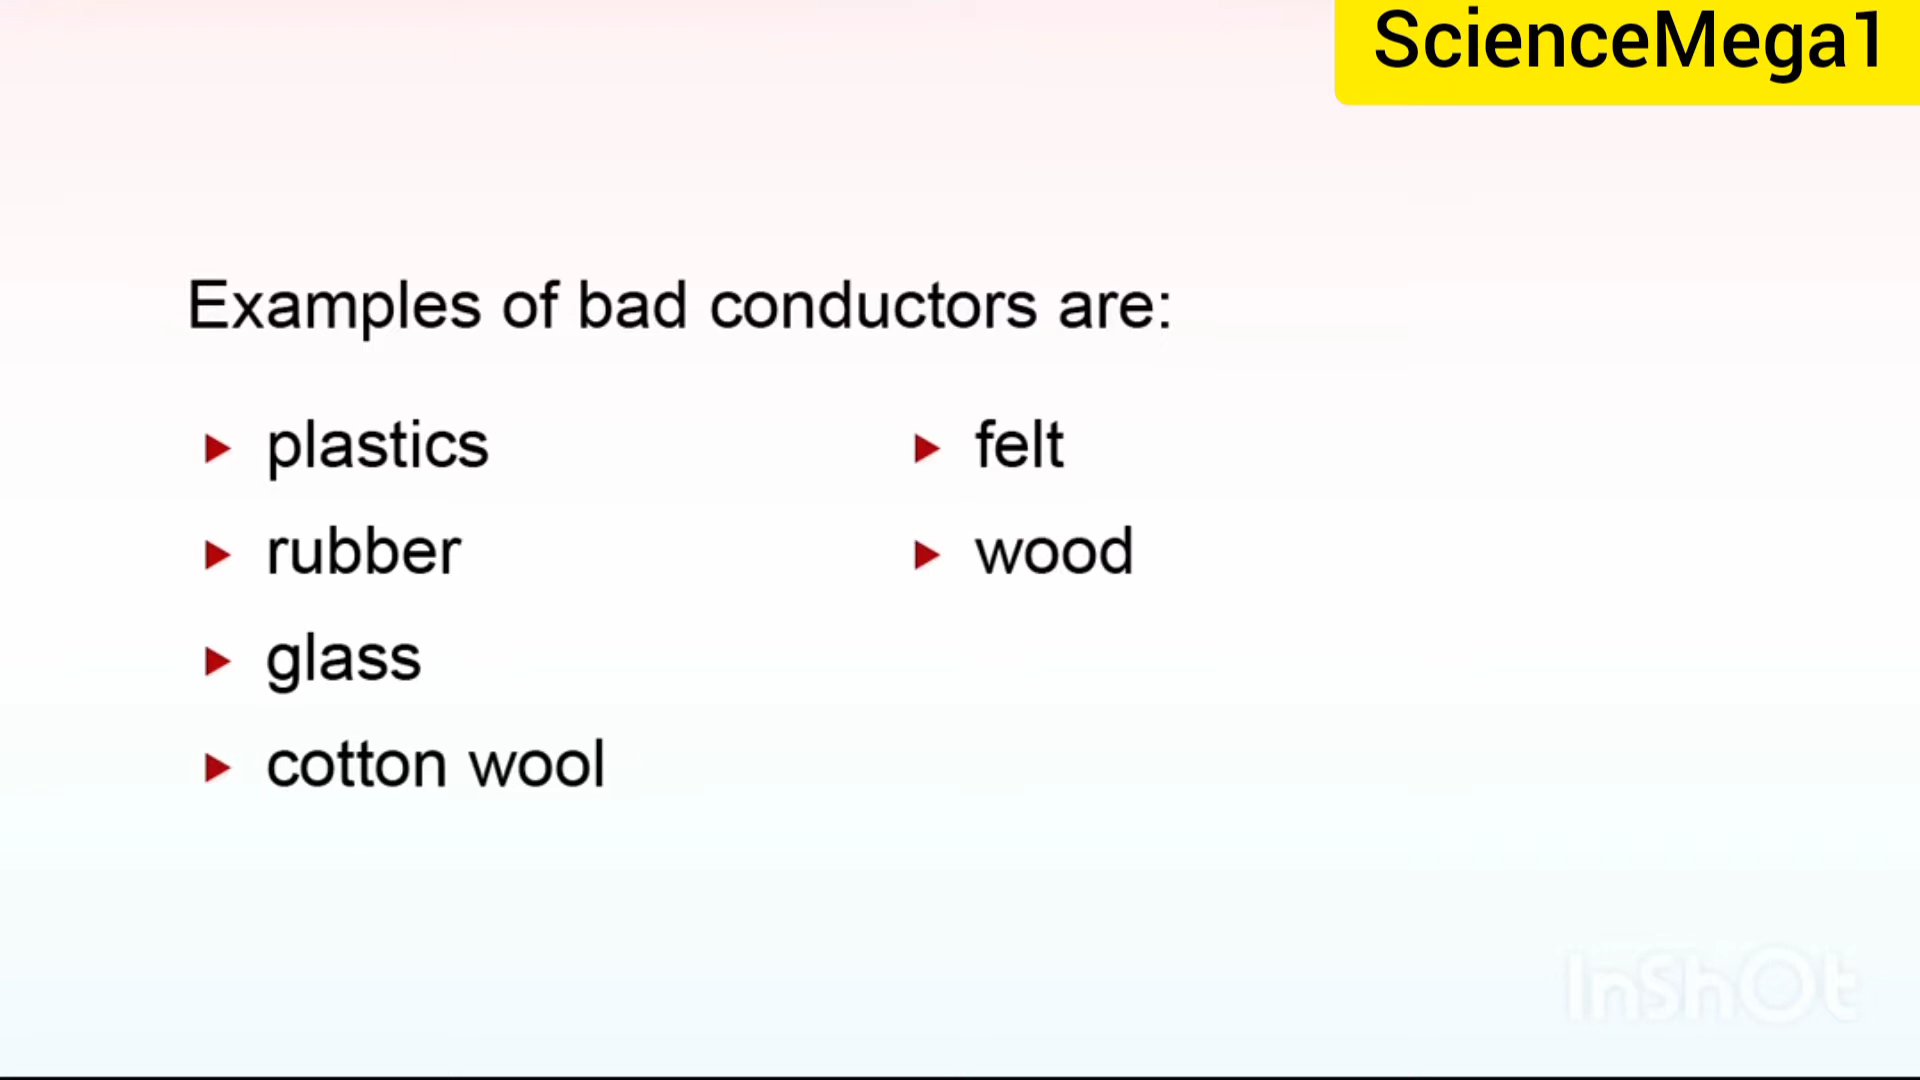 ScienceMega1
Examples of bad conductors are:
plastics
rubber
glass
cotton wool
felt
wood
InShOt